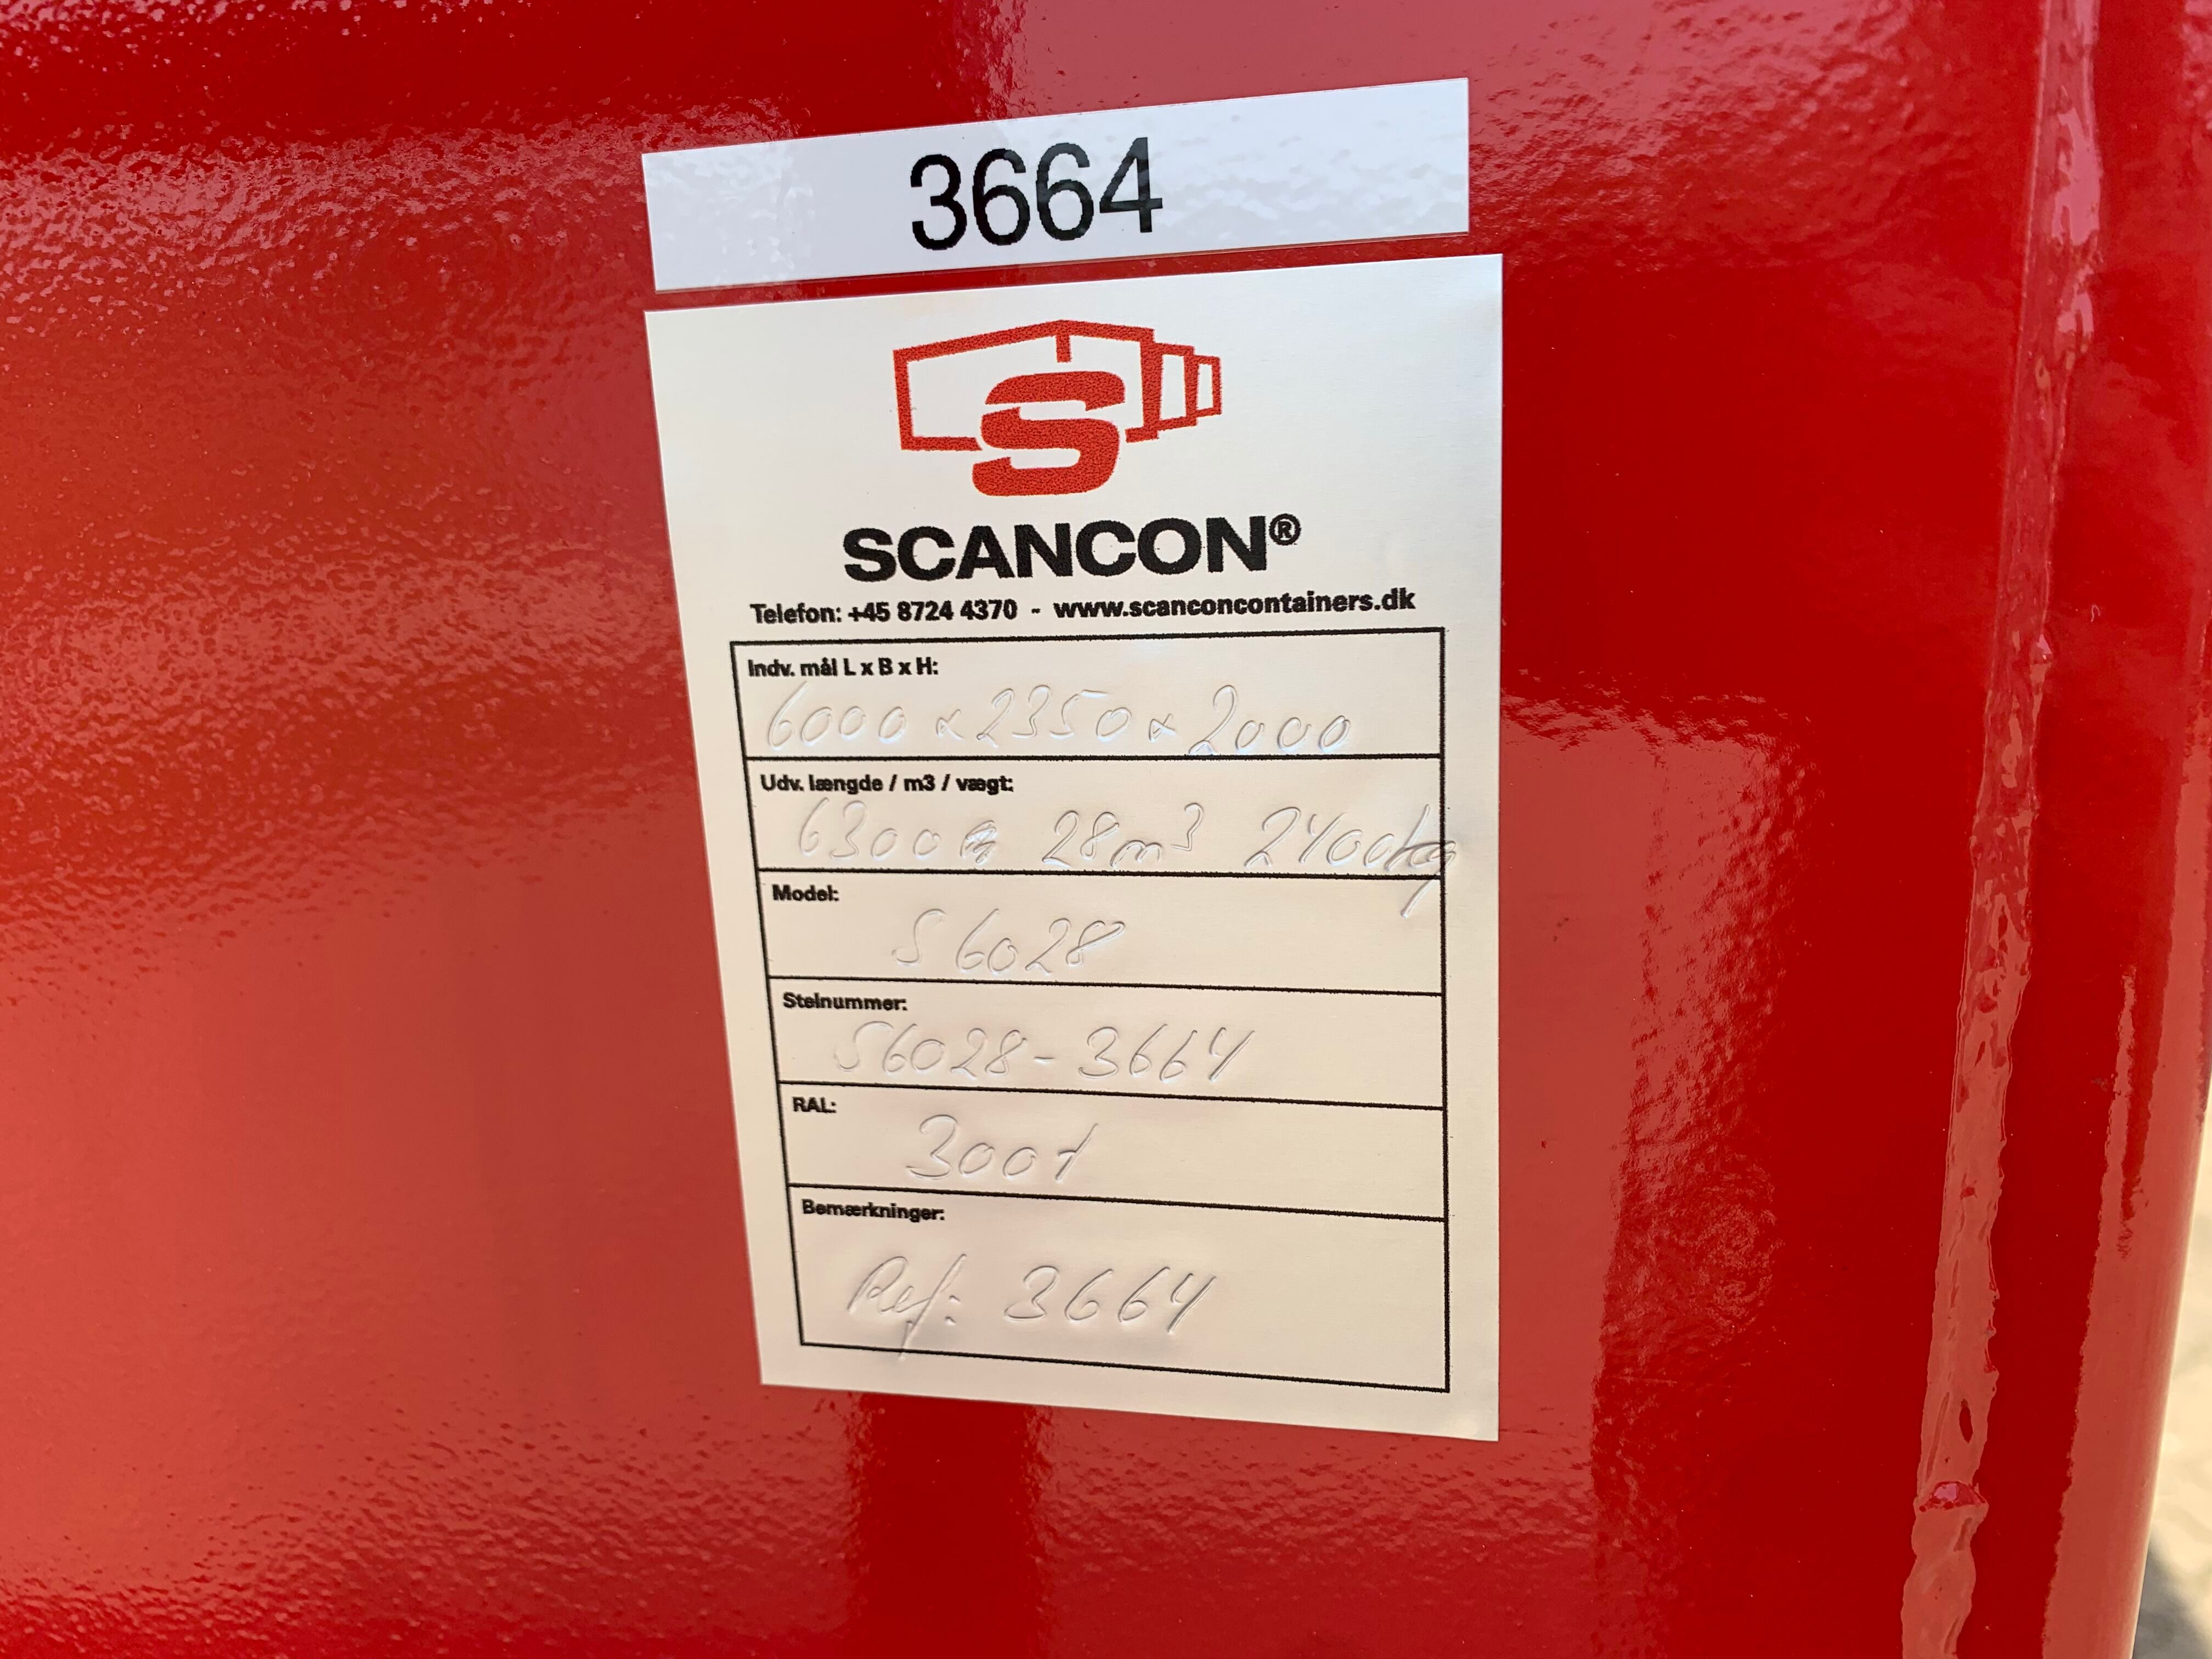 3664
S
SCANCON®
Telefon: +45 8724 4370 - www.scanconcontainers.dk
Indv. mål L x B x H:
6000 x 2350 x 2000
Udv. længde / m3 / vægt:
6300 28m³ 2400kg
Model:
S6028
Stelnummer:
S6028-3664
RAL:
3001
Bemærkninger:
Ref: 3664